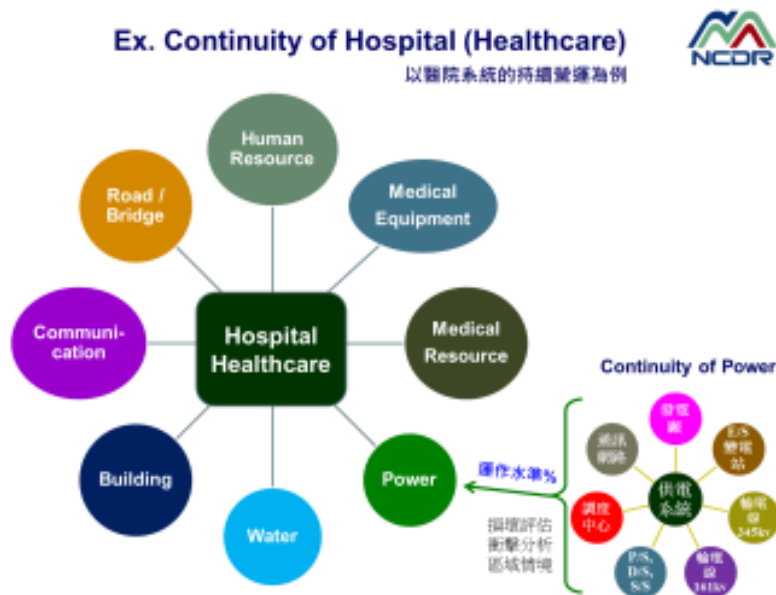 Ex. Continuity of Hospital (Healthcare)
NCDR
以醫院系統的持續營運為例
Human
Resource
Road /
Bridge
Medical
Equipment
Communi-
cation
Hospital
Healthcare
Medical
Resource
Building
Water
Power
Continuity of Power
運作水準%
損壞評估
衝擊分析
區域情境
發電
廠
通訊
網路
E/S
變電
站
供電
系統
調度
中心
輸電
線
345kv
P/S,
D/S,
S/S
輸電
線
161kv